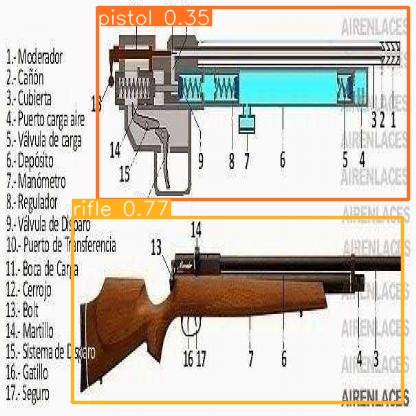 pistol 0.35
AIRENLACES
1.- Moderador
2.- Cañón
3.- Cubierta
4.- Puerto carga aire
5.- Válvula de carga
6.- Depósito
7.- Manómetro
8.- Regulador
9.- Válvula de Disparo
10.- Puerto de Transferencia
11.- Boca de Carga
12.- Cerrojo
13.- Bolt
14.- Martillo
15.- Sistema de Disparo
16.- Gatillo
17.- Seguro
14
15
9
8
7
6
5
4
3
2
1
AIRENLACES
AIRENLACES
AIRENLACES
rifle 0.77
AIRENLACES
13
14
16
17
7
6
4
3
AIRENLACES
AIRENLACES